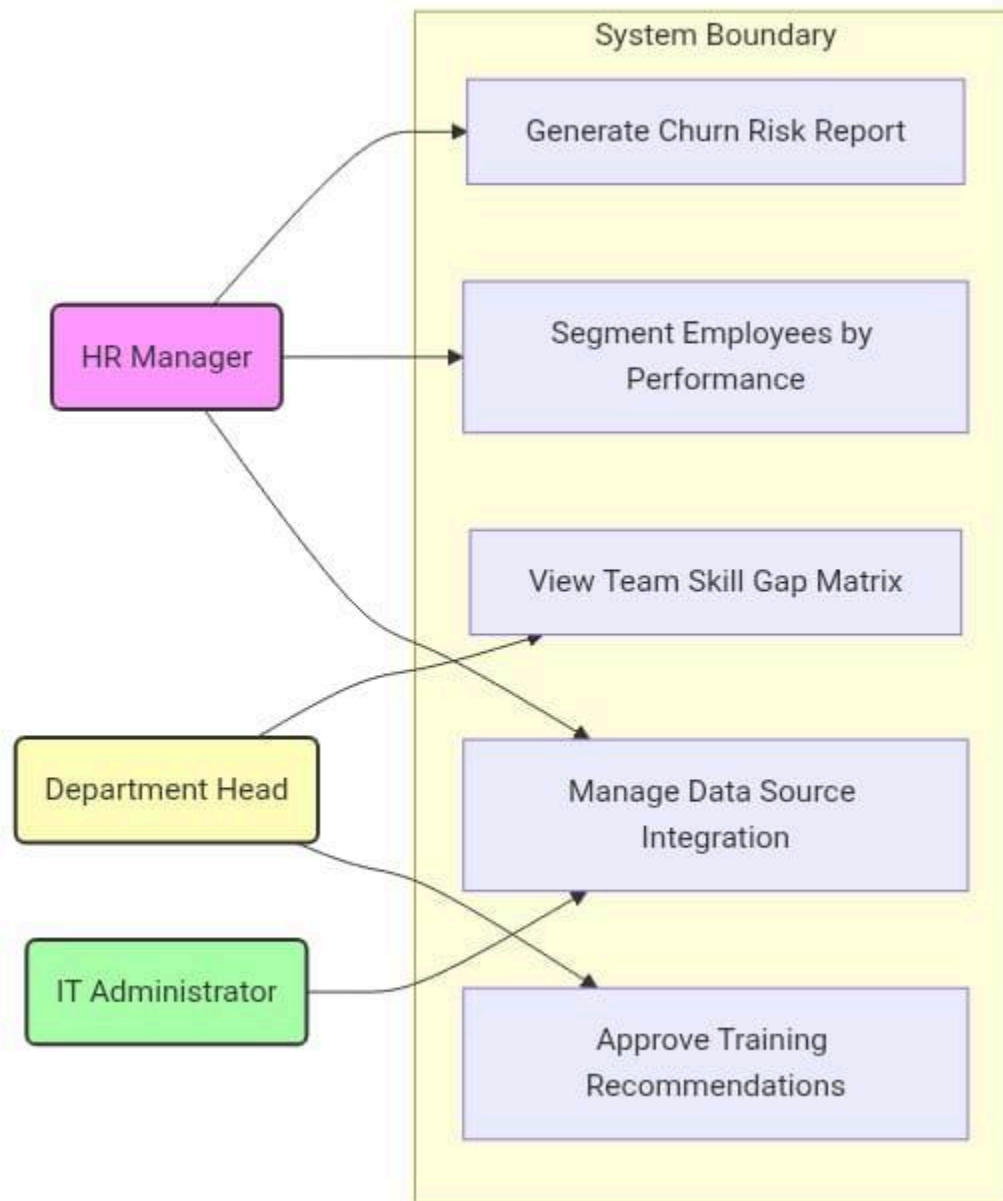 System Boundary
Generate Churn Risk Report
HR Manager
Segment Employees by
Performance
View Team Skill Gap Matrix
Department Head
Manage Data Source
Integration
IT Administrator
Approve Training
Recommendations